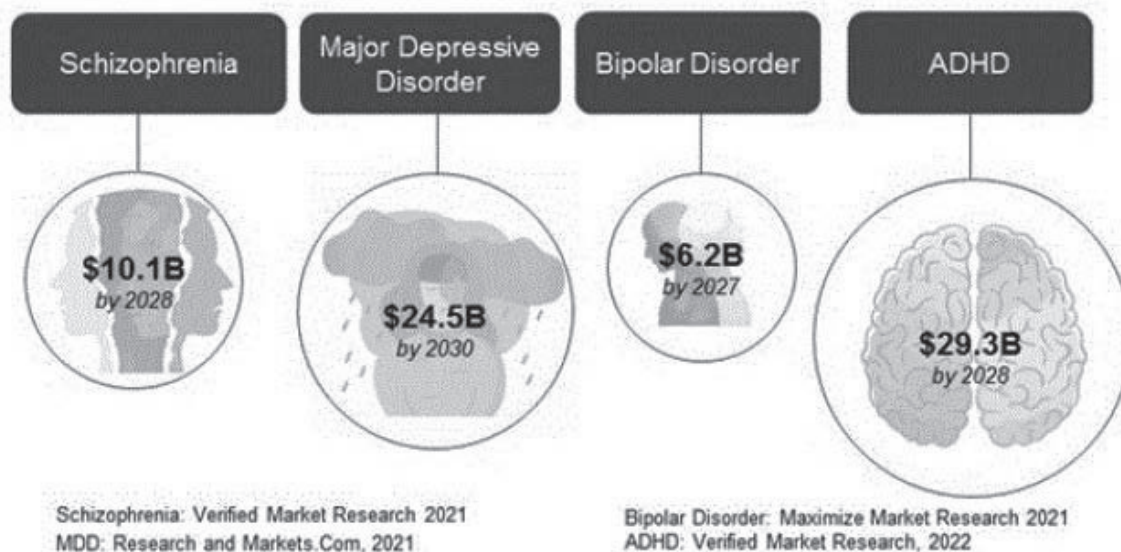 Schizophrenia
Major Depressive
Disorder
Bipolar Disorder
ADHD
$10.1B
by 2028
$24.5B
by 2030
$6.2B
by 2027
$29.3B
by 2028
Schizophrenia: Verified Market Research 2021
MDD: Research and Markets.Com, 2021
Bipolar Disorder: Maximize Market Research 2021
ADHD: Verified Market Research, 2022